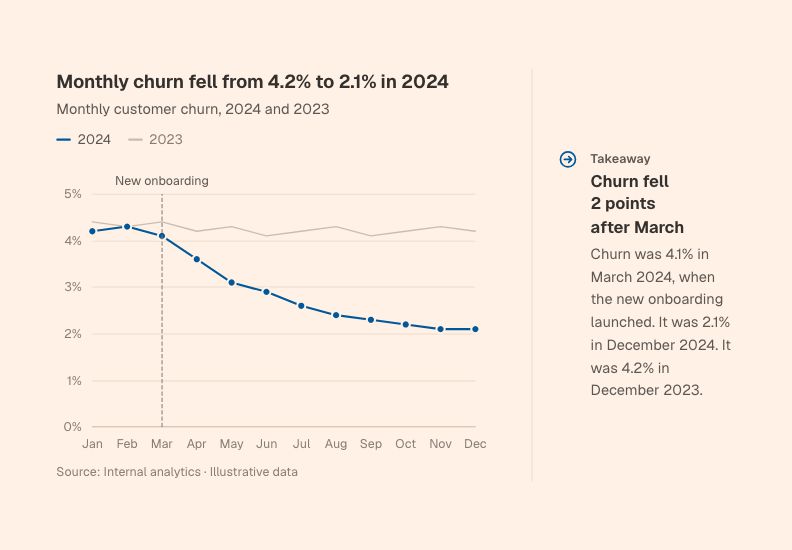 Monthly churn fell from 4.2% to 2.1% in 2024
Monthly customer churn, 2024 and 2023
2024 2023
New onboarding
5%
4%
3%
2%
1%
0%
Jan Feb Mar Apr May Jun Jul Aug Sep Oct Nov Dec
Source: Internal analytics · Illustrative data
Takeaway
Churn fell
2 points
after March
Churn was 4.1% in
March 2024, when
the new onboarding
launched. It was 2.1%
in December 2024. It
was 4.2% in
December 2023.